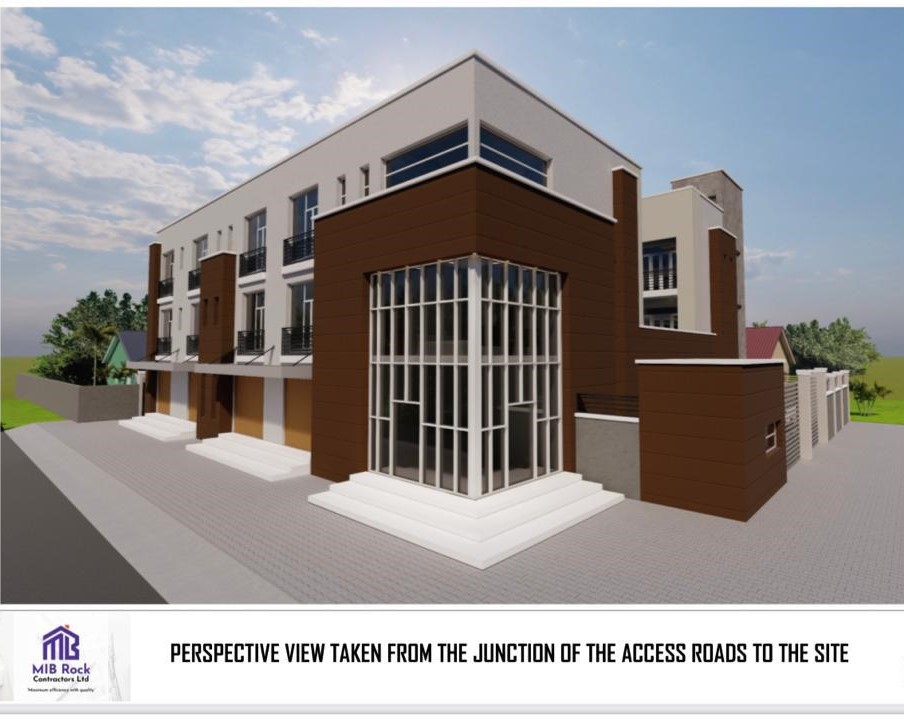 PERSPECTIVE VIEW TAKEN FROM THE JUNCTION OF THE ACCESS ROADS TO THE SITE
MIB Rock
Contractors Ltd
"Maximum efficiency with quality"